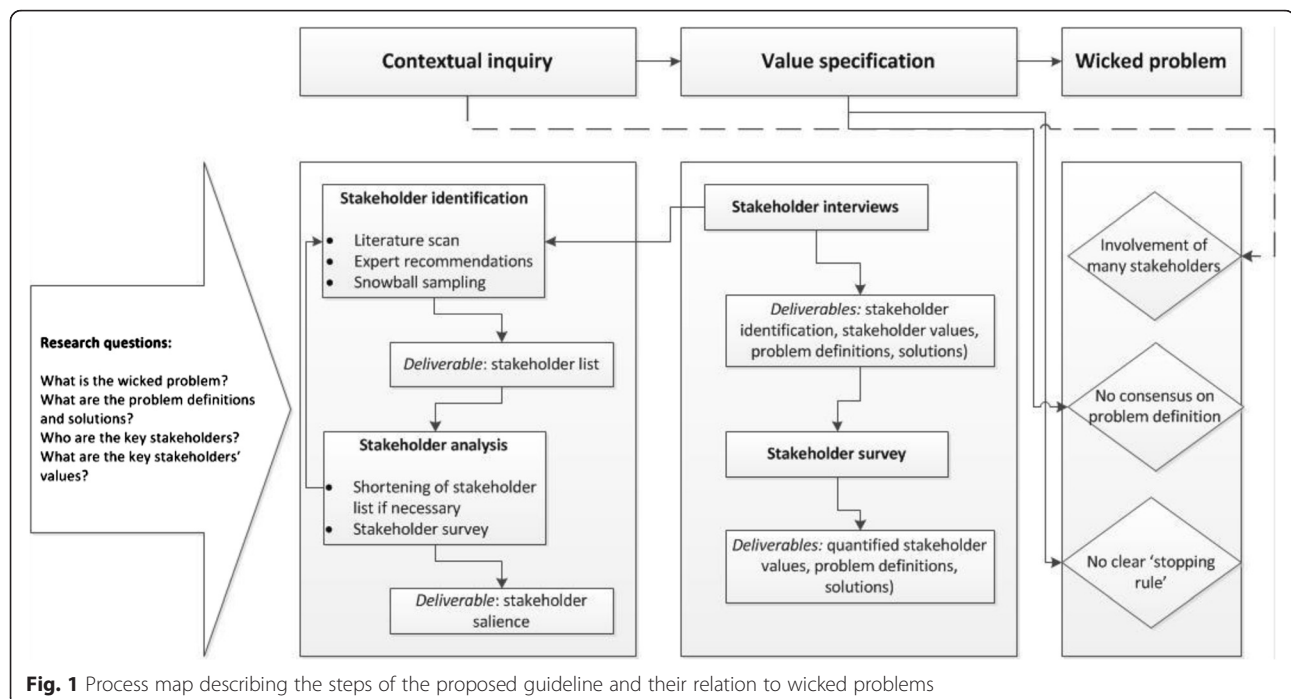 Contextual inquiry
Value specification
Wicked problem
Research questions:
What is the wicked problem?
What are the problem definitions
and solutions?
Who are the key stakeholders?
What are the key stakeholders'
values?
Stakeholder identification
• Literature scan
• Expert recommendations
• Snowball sampling
Deliverable: stakeholder list
Stakeholder analysis
• Shortening of stakeholder
list if necessary
• Stakeholder survey
Deliverable: stakeholder
salience
Stakeholder interviews
Deliverables: stakeholder
identification, stakeholder values,
problem definitions, solutions)
Stakeholder survey
Deliverables: quantified stakeholder
values, problem definitions,
solutions)
Involvement of
many stakeholders
No consensus on
problem definition
No clear 'stopping
rule'
Fig. 1 Process map describing the steps of the proposed guideline and their relation to wicked problems